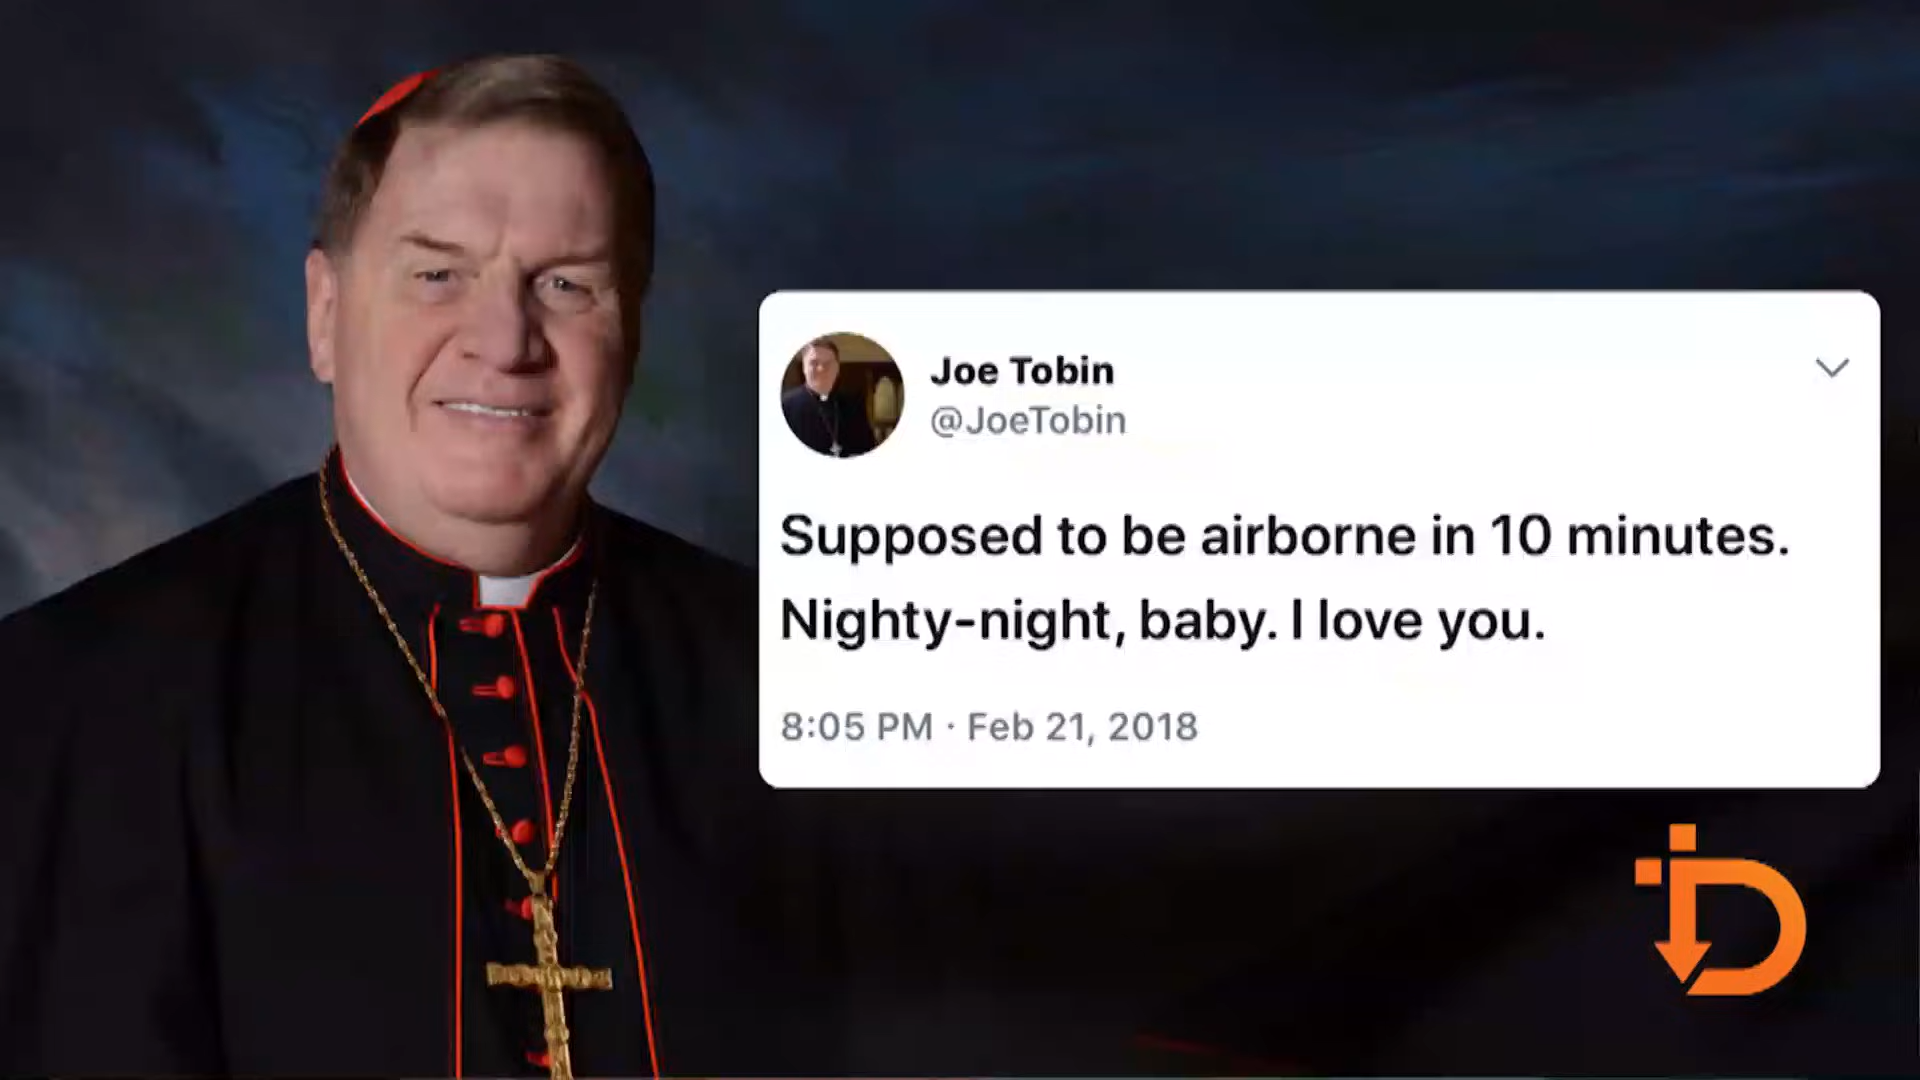 Joe Tobin
@JoeTobin
Supposed to be airborne in 10 minutes.
Nighty-night, baby. I love you.
8:05 PM · Feb 21, 2018